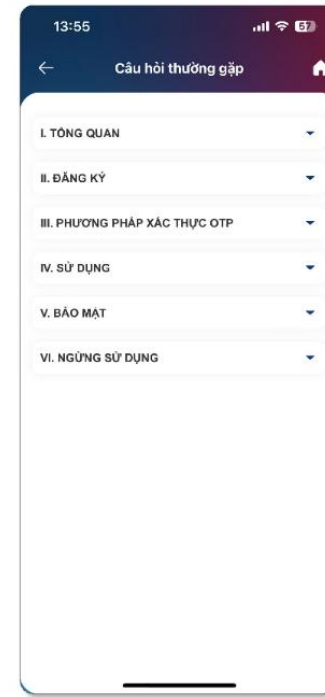 13:55
57
Câu hỏi thường gặp
I. TỔNG QUAN
II. ĐĂNG KÝ
III. PHƯƠNG PHÁP XÁC THỰC OTP
IV. SỬ DỤNG
V. BẢO MẬT
VI. NGỪNG SỬ DỤNG